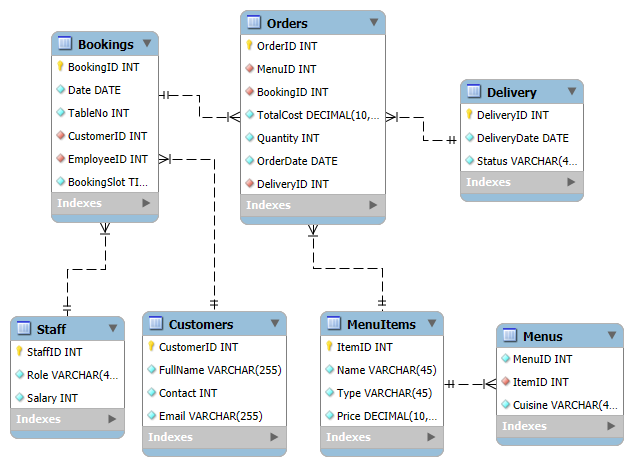 Bookings
BookingID INT
Date DATE
TableNo INT
CustomerID INT
EmployeeID INT
BookingSlot TI...
Indexes
Orders
OrderID INT
MenuID INT
BookingID INT
TotalCost DECIMAL(10,...
Quantity INT
OrderDate DATE
DeliveryID INT
Indexes
Delivery
DeliveryID INT
DeliveryDate DATE
Status VARCHAR(4...
Indexes
Staff
StaffID INT
Role VARCHAR(4...
Salary INT
Indexes
Customers
CustomerID INT
FullName VARCHAR(255)
Contact INT
Email VARCHAR(255)
Indexes
MenuItems
ItemID INT
Name VARCHAR(45)
Type VARCHAR(45)
Price DECIMAL(10,...
Indexes
Menus
MenuID INT
ItemID INT
Cuisine VARCHAR(4...
Indexes